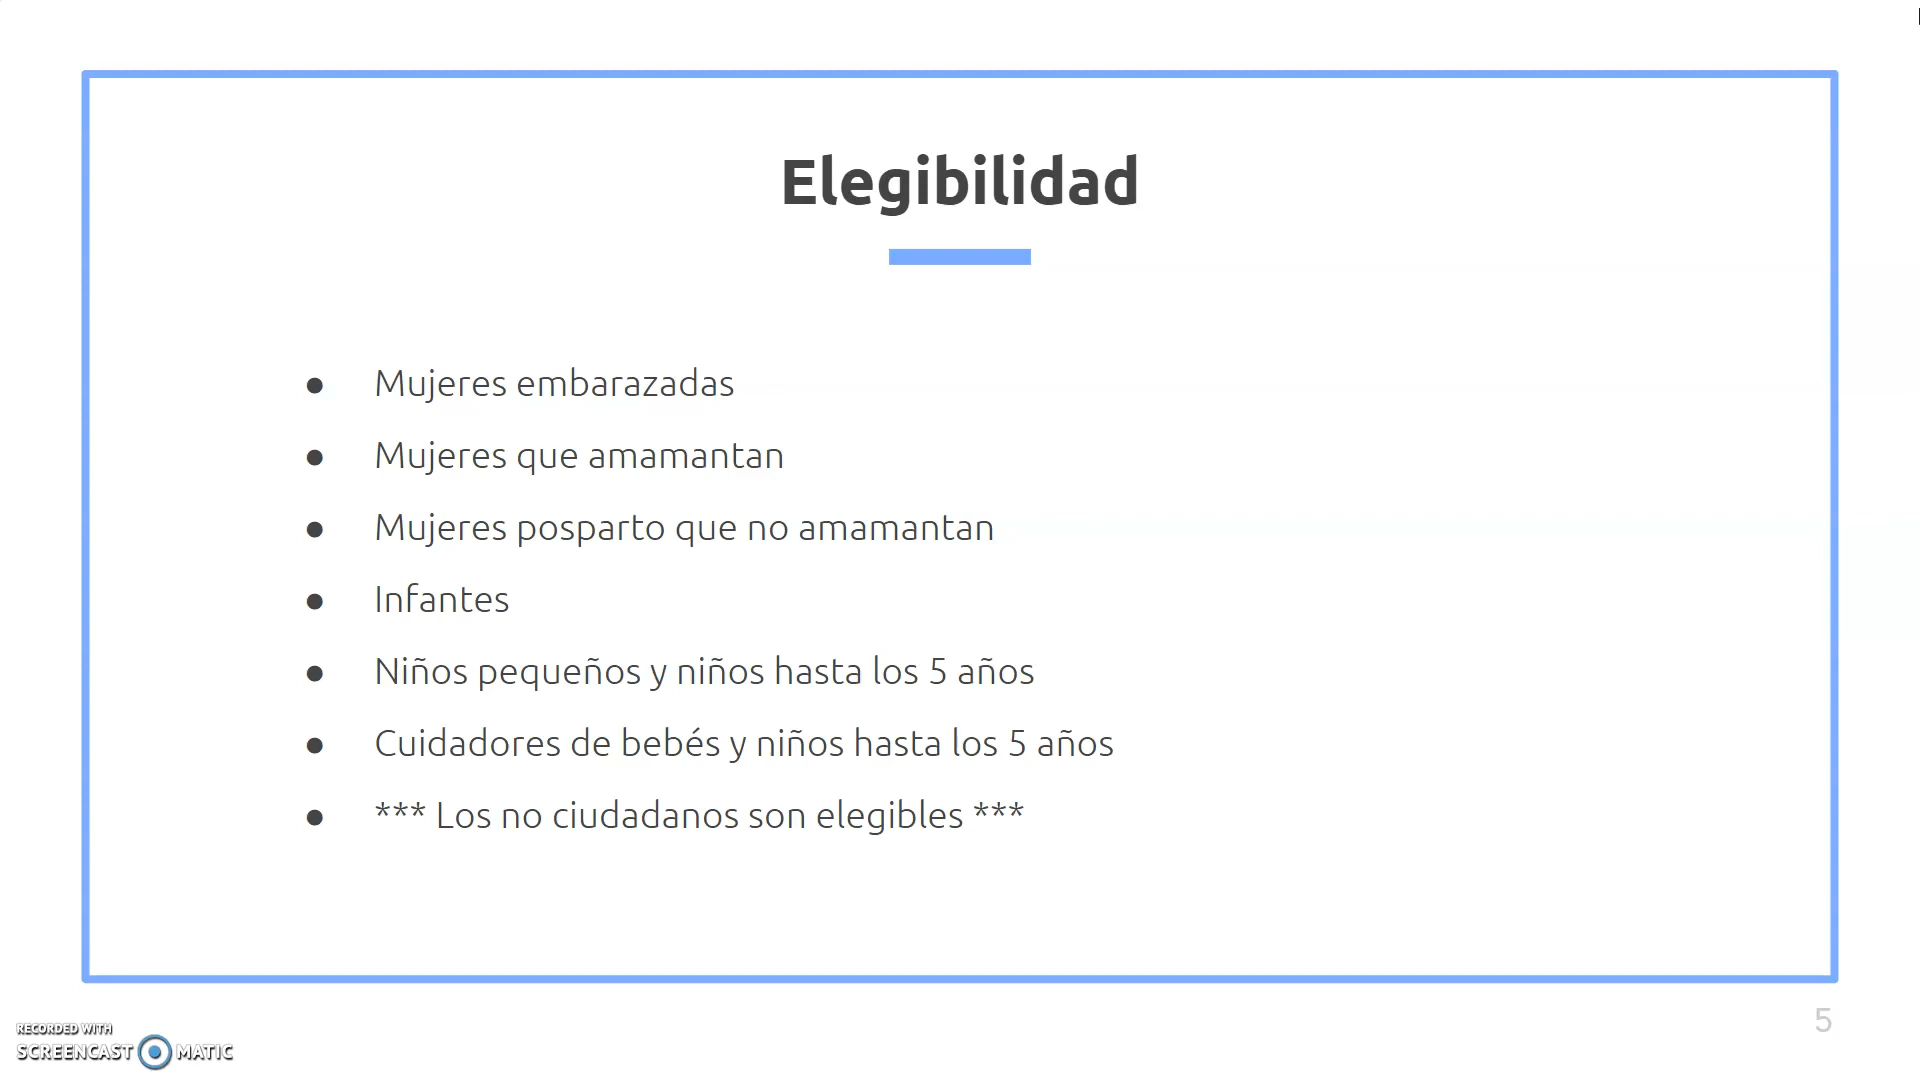 Elegibilidad
● Mujeres embarazadas
● Mujeres que amamantan
● Mujeres posparto que no amamantan
● Infantes
● Niños pequeños y niños hasta los 5 años
● Cuidadores de bebés y niños hasta los 5 años
● *** Los no ciudadanos son elegibles ***
5
RECORDED WITH
SCREENCAST MATIC